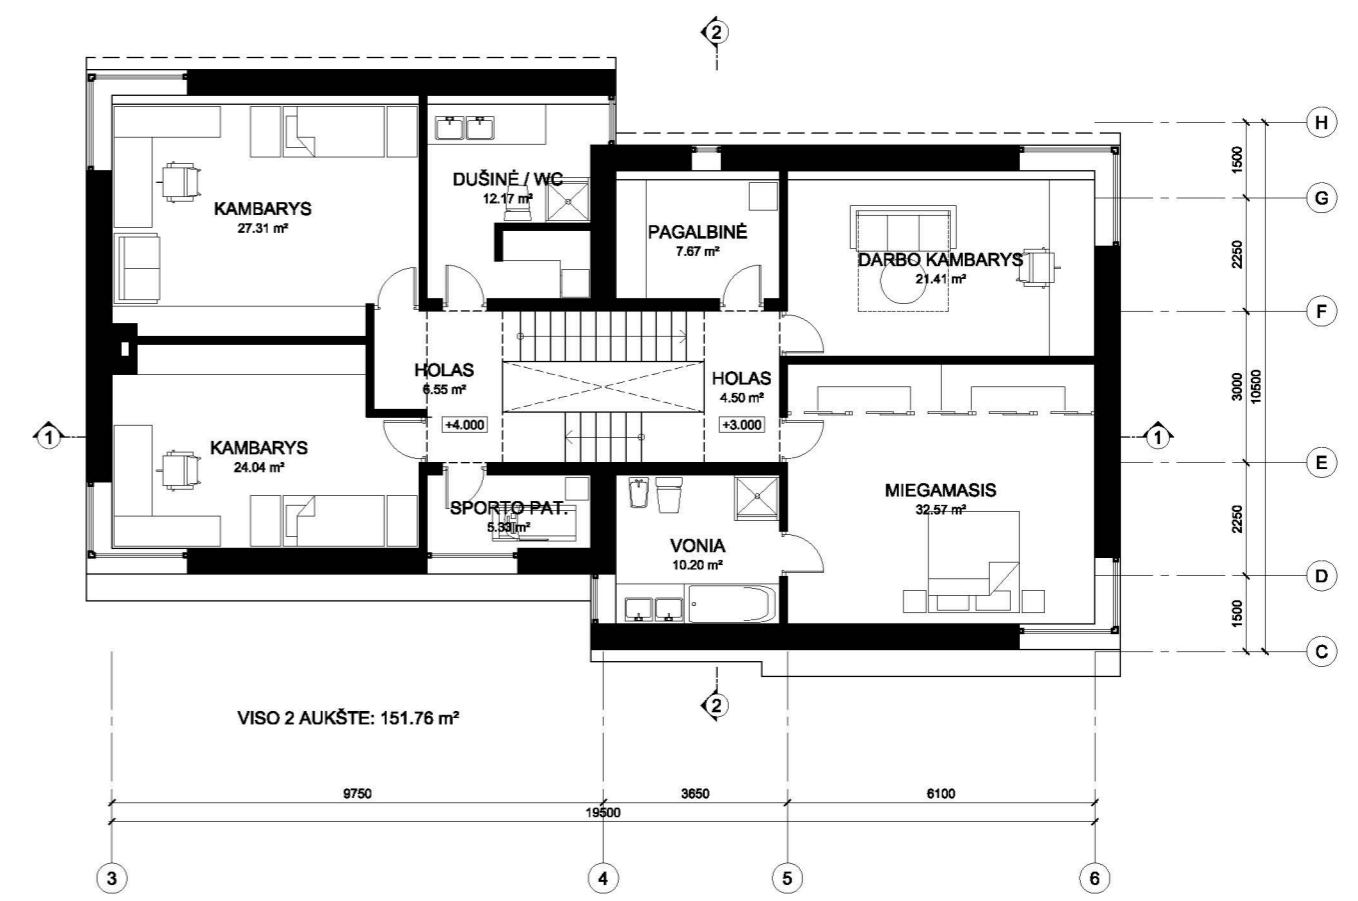 2
H
1500
DUŠINĖ / WC
12.17 m²
G
KAMBARYS
27.31 m²
PAGALBINĖ
7.67 m²
DARBO KAMBARYS
21.41 m²
2250
F
HOLAS
6.55 m²
HOLAS
4.50 m²
3000
10500
+4.000
+3.000
1
1
KAMBARYS
24.04 m²
E
MIEGAMASIS
32.57 m²
SPORTO PAT.
5.33 m²
2250
VONIA
10.20 m²
D
1500
C
2
VISO 2 AUKŠTE: 151.76 m²
9750
3650
6100
19500
3
4
5
6